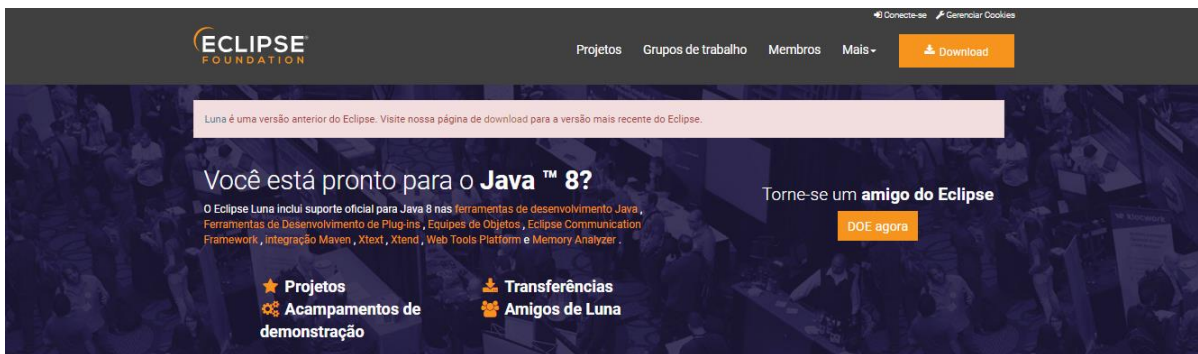 Conecte-se Gerenciar Cookies
ECLIPSE
FOUNDATION
Projetos Grupos de trabalho Membros Mais Download
Luna é uma versão anterior do Eclipse. Visite nossa página de download para a versão mais recente do Eclipse.
Você está pronto para o Java ™ 8?
O Eclipse Luna inclui suporte oficial para Java 8 nas ferramentas de desenvolvimento Java ,
Ferramentas de Desenvolvimento de Plug-ins , Equipes de Objetos , Eclipse Communication
Framework , integração Maven , Xtext , Xtend , Web Tools Platform e Memory Analyzer .
Torne-se um amigo do Eclipse
DOE agora
Projetos
Acampamentos de
demonstração
Transferências
Amigos de Luna